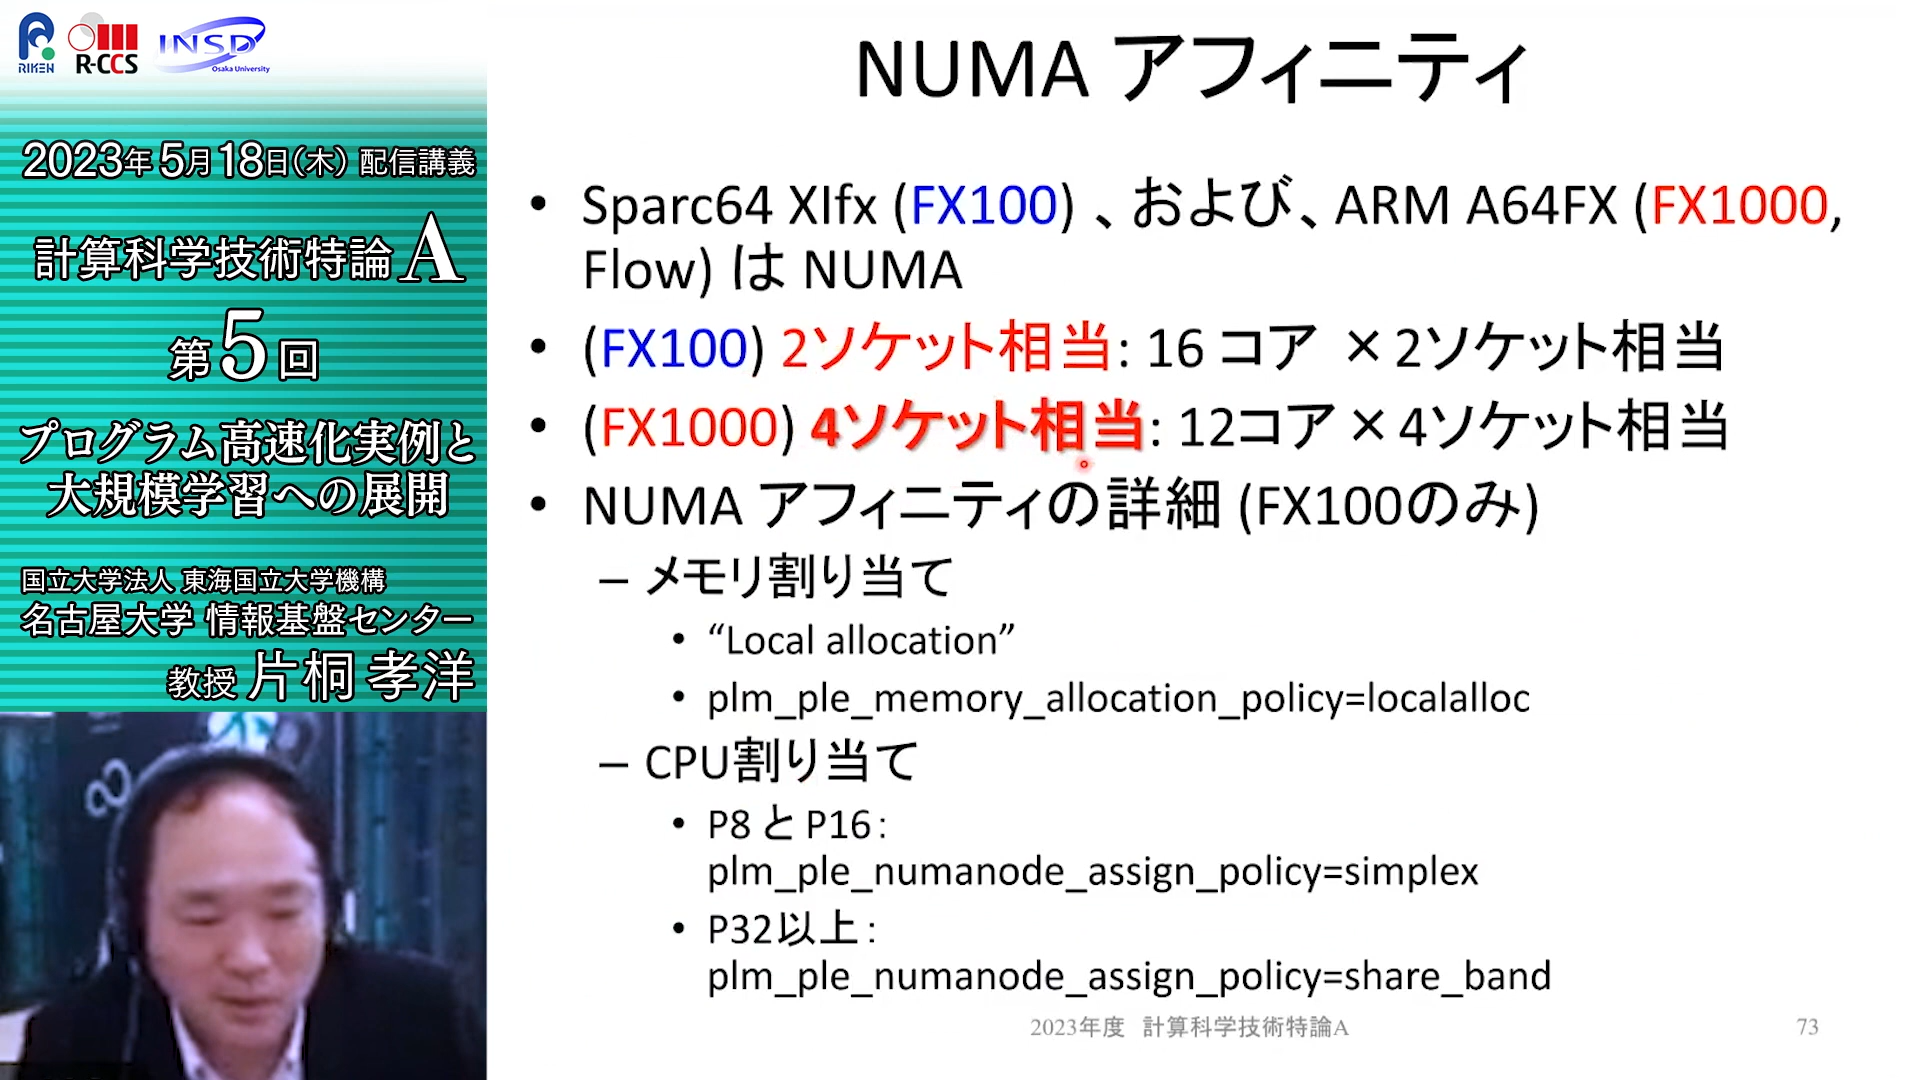 RIKEN
R-CCS
INSD
Osaka University
2023年5月18日(木) 配信講義
計算科学技術特論A
第5回
プログラム高速化実例と
大規模学習への展開
国立大学法人 東海国立大学機構
名古屋大学 情報基盤センター
教授 片桐 孝洋
NUMA アフィニティ
• Sparc64 XIfx (FX100) 、および、ARM A64FX (FX1000,
Flow) は NUMA
• (FX100) 2ソケット相当: 16 コア ×2ソケット相当
• (FX1000) 4ソケット相当: 12コア×4ソケット相当
• NUMA アフィニティの詳細 (FX100のみ)
– メモリ割り当て
• “Local allocation”
• plm_ple_memory_allocation_policy=localalloc
– CPU割り当て
• P8 と P16:
plm_ple_numanode_assign_policy=simplex
• P32以上:
plm_ple_numanode_assign_policy=share_band
2023年度 計算科学技術特論A
73